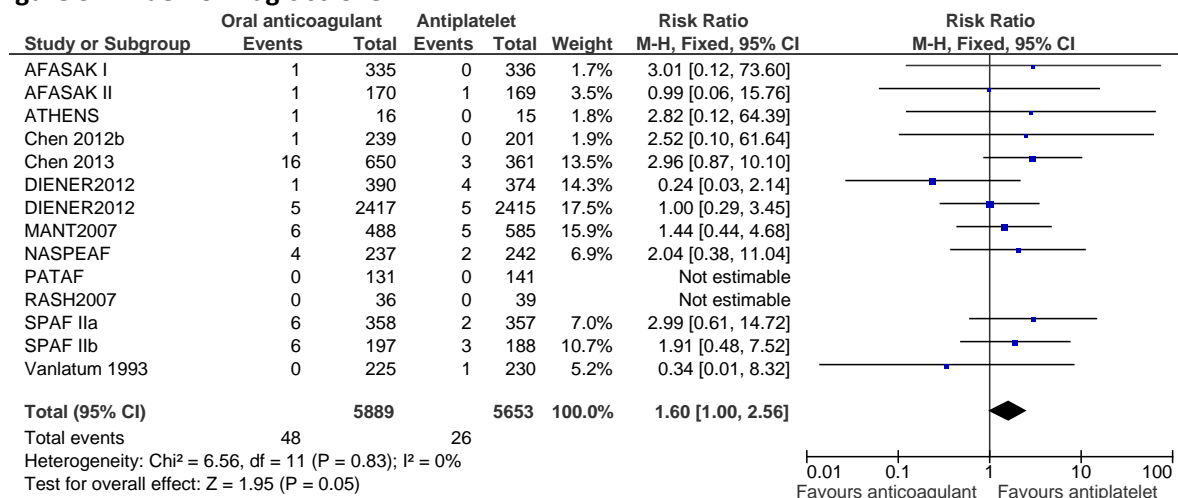 Oral anticoagulant Antiplatelet Risk Ratio Risk Ratio
Study or Subgroup Events Total Events Total Weight M-H, Fixed, 95% CI M-H, Fixed, 95% CI
AFASAK I 1 335 0 336 1.7% 3.01 [0.12, 73.60]
AFASAK II 1 170 1 169 3.5% 0.99 [0.06, 15.76]
ATHENS 1 16 0 15 1.8% 2.82 [0.12, 64.39]
Chen 2012b 1 239 0 201 1.9% 2.52 [0.10, 61.64]
Chen 2013 16 650 3 361 13.5% 2.96 [0.87, 10.10]
DIENER2012 1 390 4 374 14.3% 0.24 [0.03, 2.14]
DIENER2012 5 2417 5 2415 17.5% 1.00 [0.29, 3.45]
MANT2007 6 488 5 585 15.9% 1.44 [0.44, 4.68]
NASPEAF 4 237 2 242 6.9% 2.04 [0.38, 11.04]
PATAF 0 131 0 141 Not estimable
RASH2007 0 36 0 39 Not estimable
SPAF IIa 6 358 2 357 7.0% 2.99 [0.61, 14.72]
SPAF IIb 6 197 3 188 10.7% 1.91 [0.48, 7.52]
Vanlatum 1993 0 225 1 230 5.2% 0.34 [0.01, 8.32]
Total (95% CI) 5889 5653 100.0% 1.60 [1.00, 2.56]
Total events 48 26
Heterogeneity: Chi² = 6.56, df = 11 (P = 0.83); I² = 0%
Test for overall effect: Z = 1.95 (P = 0.05)
0.01 0.1 1 10 100
Favours anticoagulant Favours antiplatelet